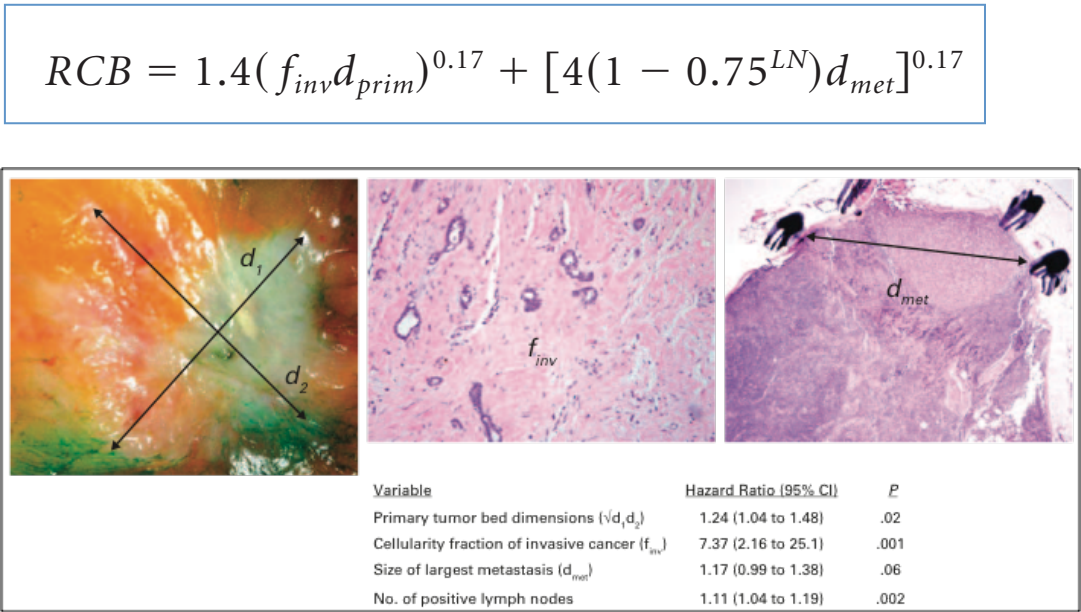 RCB = 1.4(f_inv d_prim)^0.17 + [4(1 − 0.75^LN)d_met]^0.17
d_1
d_2
f_inv
d_met
Variable Hazard Ratio (95% CI) P
Primary tumor bed dimensions (√d_1d_2) 1.24 (1.04 to 1.48) .02
Cellularity fraction of invasive cancer (f_inv) 7.37 (2.16 to 25.1) .001
Size of largest metastasis (d_met) 1.17 (0.99 to 1.38) .06
No. of positive lymph nodes 1.11 (1.04 to 1.19) .002